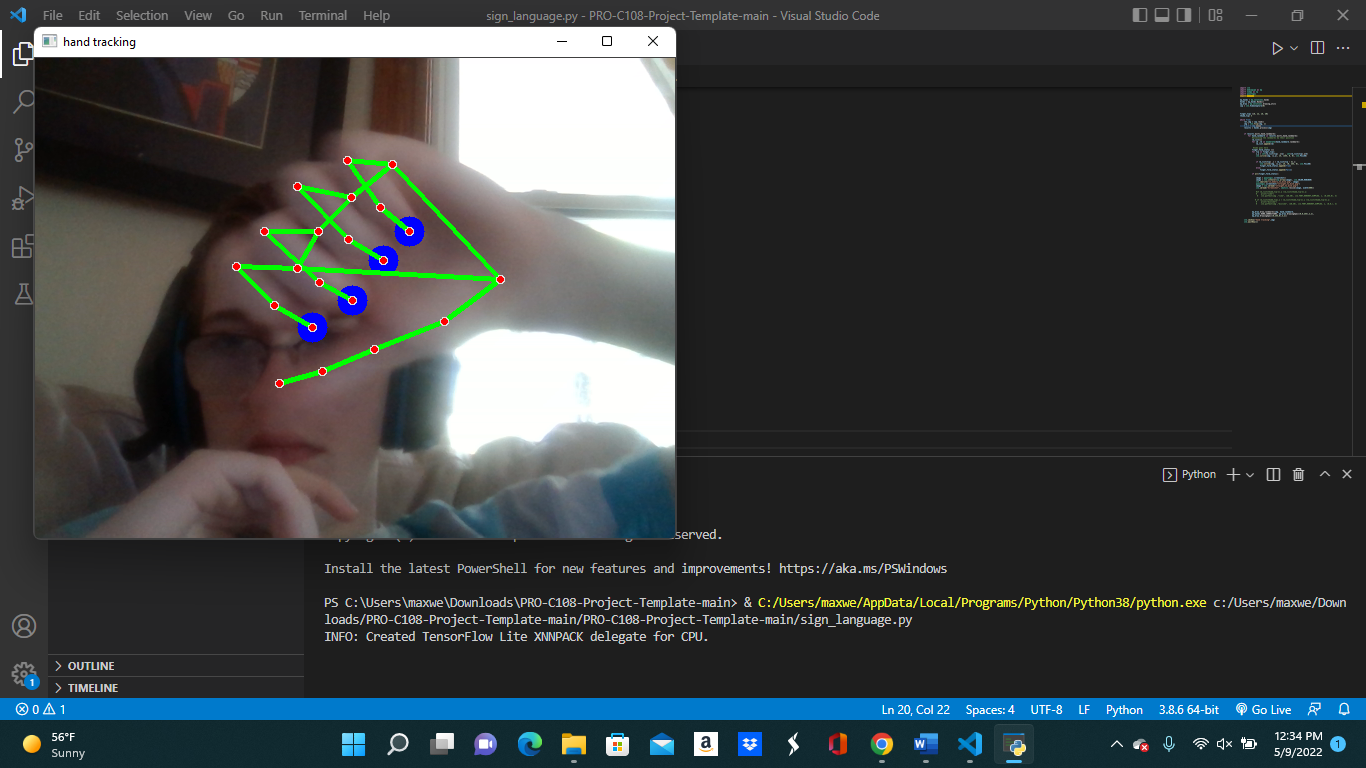 File Edit Selection View Go Run Terminal Help
sign_language.py - PRO-C108-Project-Template-main - Visual Studio Code
hand tracking
Python
served.
Install the latest PowerShell for new features and improvements! https://aka.ms/PSWindows
PS C:\Users\maxwe\Downloads\PRO-C108-Project-Template-main> & C:/Users/maxwe/AppData/Local/Programs/Python/Python38/python.exe c:/Users/maxwe/Down
loads/PRO-C108-Project-Template-main/PRO-C108-Project-Template-main/sign_language.py
INFO: Created TensorFlow Lite XNNPACK delegate for CPU.
OUTLINE
TIMELINE
1
0 1
Ln 20, Col 22 Spaces: 4 UTF-8 LF Python 3.8.6 64-bit Go Live
56°F
Sunny
12:34 PM
5/9/2022
1